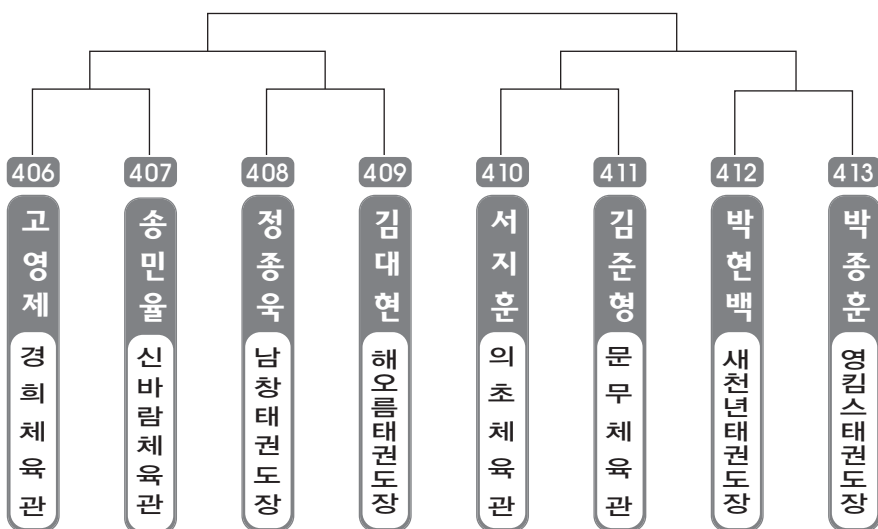 406
407
408
409
410
411
412
413
고영제
송민율
정종욱
김대현
서지훈
김준형
박현백
박종훈
경희체육관
신바람체육관
남창태권도장
해오름태권도장
의초체육관
문무체육관
새천년태권도장
영킴스태권도장